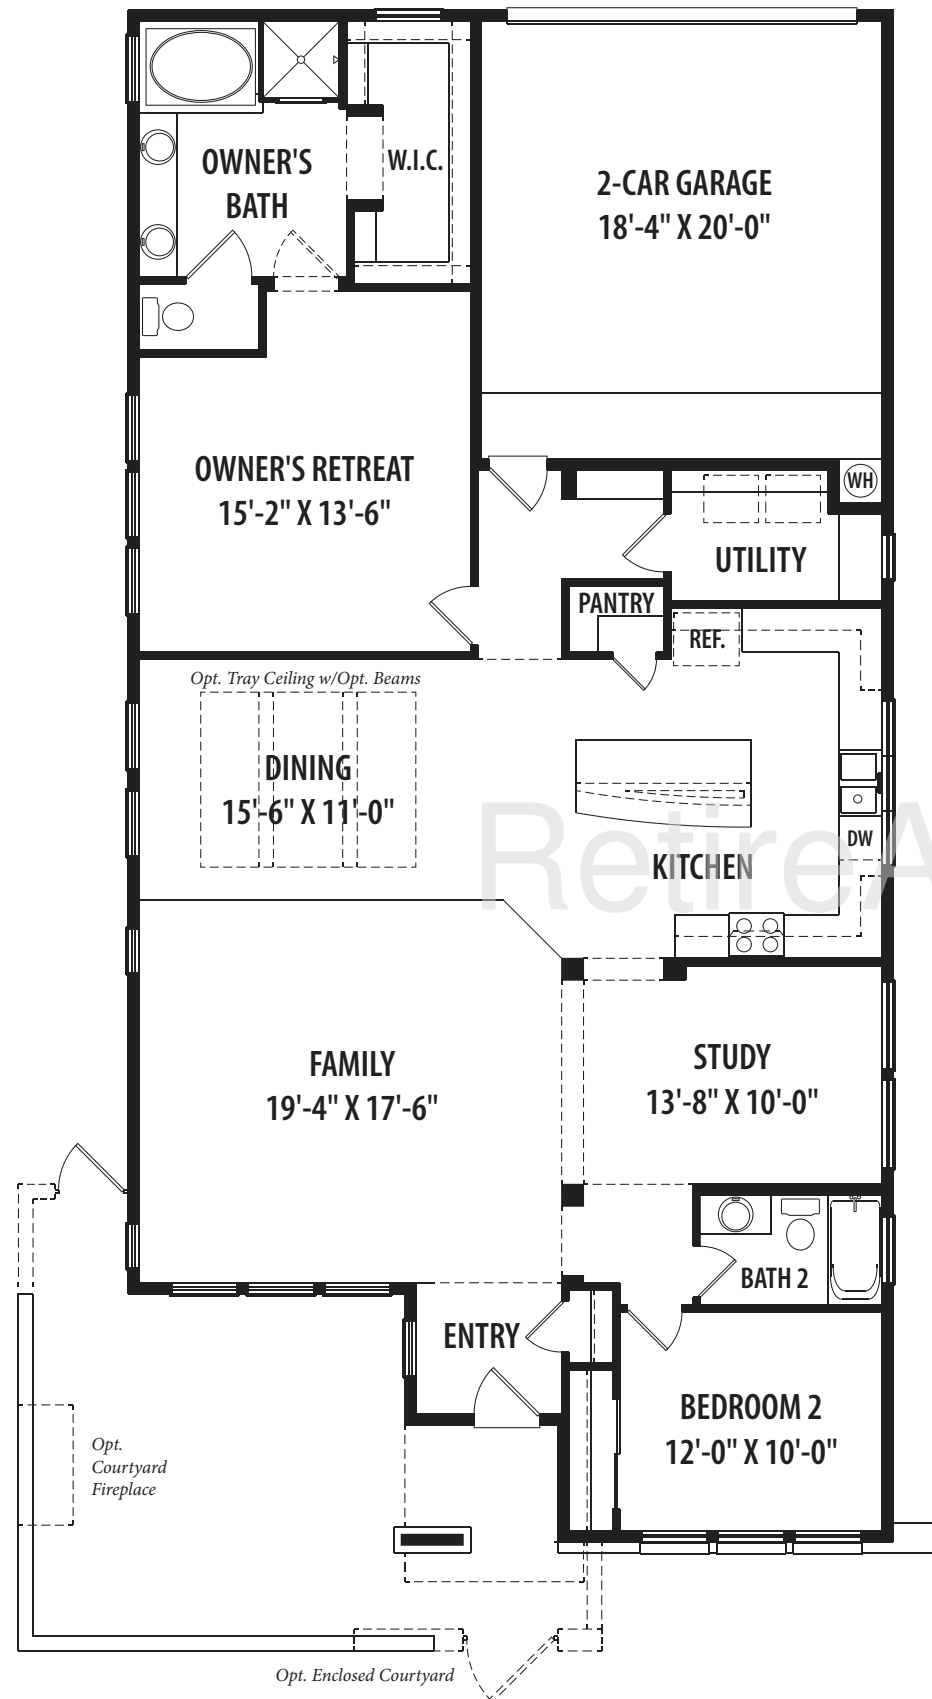 OWNER'S
BATH
W.I.C.
2-CAR GARAGE
18'-4" X 20'-0"
OWNER'S RETREAT
15'-2" X 13'-6"
WH
UTILITY
PANTRY
REF.
Opt. Tray Ceiling w/Opt. Beams
DINING
15'-6" X 11'-0"
RetireA
DW
KITCHEN
FAMILY
19'-4" X 17'-6"
STUDY
13'-8" X 10'-0"
BATH 2
ENTRY
BEDROOM 2
12'-0" X 10'-0"
Opt.
Courtyard
Fireplace
Opt. Enclosed Courtyard